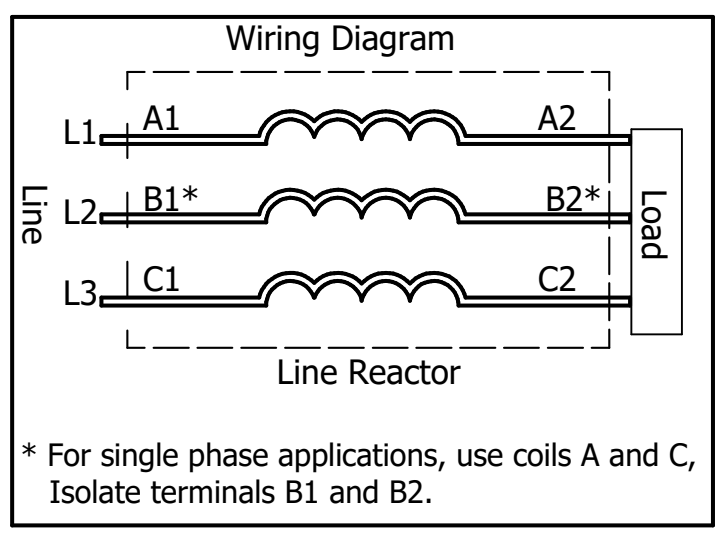 Wiring Diagram
L1 A1 A2
Line L2 B1* B2* Load
L3 C1 C2
Line Reactor
* For single phase applications, use coils A and C,
Isolate terminals B1 and B2.